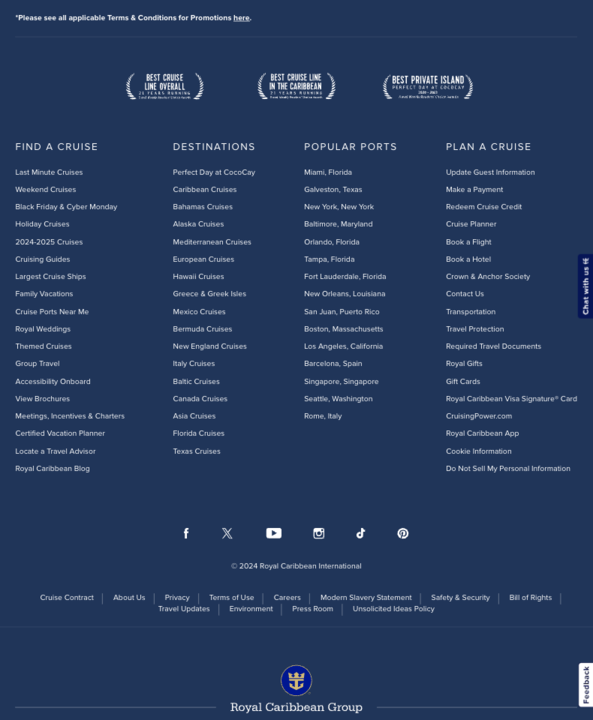 *Please see all applicable Terms & Conditions for Promotions here.
BEST CRUISE
LINE OVERALL
21 YEARS RUNNING
BEST CRUISE LINE
IN THE CARIBBEAN
21 YEARS RUNNING
BEST PRIVATE ISLAND
PERFECT DAY AT COCOCAY
FIND A CRUISE
Last Minute Cruises
Weekend Cruises
Black Friday & Cyber Monday
Holiday Cruises
2024-2025 Cruises
Cruising Guides
Largest Cruise Ships
Family Vacations
Cruise Ports Near Me
Royal Weddings
Themed Cruises
Group Travel
Accessibility Onboard
View Brochures
Meetings, Incentives & Charters
Certified Vacation Planner
Locate a Travel Advisor
Royal Caribbean Blog
DESTINATIONS
Perfect Day at CocoCay
Caribbean Cruises
Bahamas Cruises
Alaska Cruises
Mediterranean Cruises
European Cruises
Hawaii Cruises
Greece & Greek Isles
Mexico Cruises
Bermuda Cruises
New England Cruises
Italy Cruises
Baltic Cruises
Canada Cruises
Asia Cruises
Florida Cruises
Texas Cruises
POPULAR PORTS
Miami, Florida
Galveston, Texas
New York, New York
Baltimore, Maryland
Orlando, Florida
Tampa, Florida
Fort Lauderdale, Florida
New Orleans, Louisiana
San Juan, Puerto Rico
Boston, Massachusetts
Los Angeles, California
Barcelona, Spain
Singapore, Singapore
Seattle, Washington
Rome, Italy
PLAN A CRUISE
Update Guest Information
Make a Payment
Redeem Cruise Credit
Cruise Planner
Book a Flight
Book a Hotel
Crown & Anchor Society
Contact Us
Transportation
Travel Protection
Required Travel Documents
Royal Gifts
Gift Cards
Royal Caribbean Visa Signature® Card
CruisingPower.com
Royal Caribbean App
Cookie Information
Do Not Sell My Personal Information
Chat with us
© 2024 Royal Caribbean International
Cruise Contract | About Us | Privacy | Terms of Use | Careers | Modern Slavery Statement | Safety & Security | Bill of Rights |
Travel Updates | Environment | Press Room | Unsolicited Ideas Policy
Feedback
Royal Caribbean Group